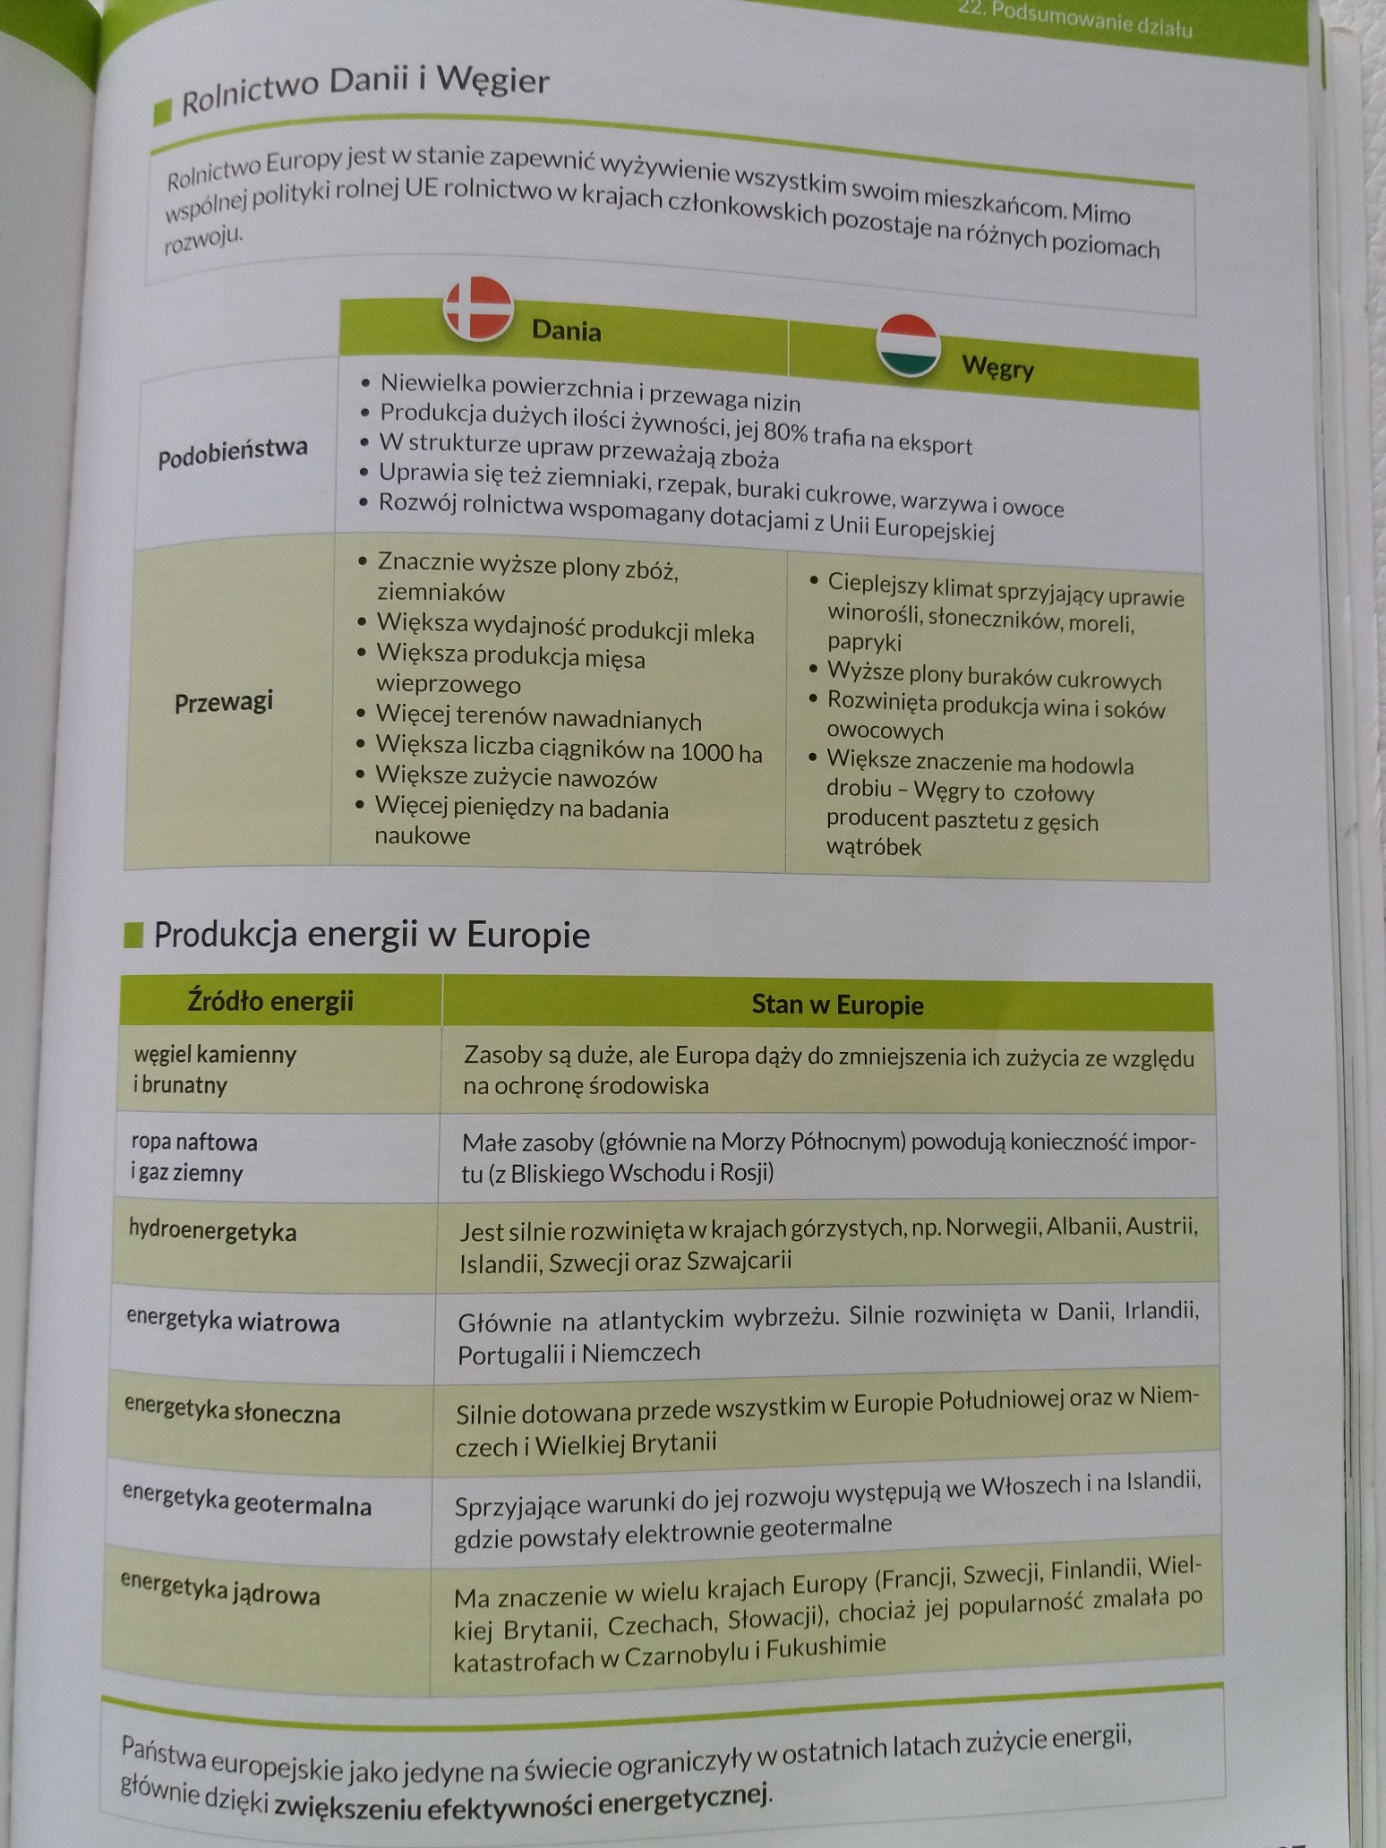 22. Podsumowanie działu
Rolnictwo Danii i Węgier
Rolnictwo Europy jest w stanie zapewnić wyżywienie wszystkim swoim mieszkańcom. Mimo
wspólnej polityki rolnej UE rolnictwo w krajach członkowskich pozostaje na różnych poziomach
rozwoju.
Dania
Węgry
Podobieństwa
• Niewielka powierzchnia i przewaga nizin
• Produkcja dużych ilości żywności, jej 80% trafia na eksport
• W strukturze upraw przeważają zboża
• Uprawia się też ziemniaki, rzepak, buraki cukrowe, warzywa i owoce
• Rozwój rolnictwa wspomagany dotacjami z Unii Europejskiej
Przewagi
• Znacznie wyższe plony zbóż,
ziemniaków
• Większa wydajność produkcji mleka
• Większa produkcja mięsa
wieprzowego
• Więcej terenów nawadnianych
• Większa liczba ciągników na 1000 ha
• Większe zużycie nawozów
• Więcej pieniędzy na badania
naukowe
• Cieplejszy klimat sprzyjający uprawie
winorośli, słoneczników, moreli,
papryki
• Wyższe plony buraków cukrowych
• Rozwinięta produkcja wina i soków
owocowych
• Większe znaczenie ma hodowla
drobiu – Węgry to czołowy
producent pasztetu z gęsich
wątróbek
Produkcja energii w Europie
Źródło energii
Stan w Europie
węgiel kamienny
i brunatny
Zasoby są duże, ale Europa dąży do zmniejszenia ich zużycia ze względu
na ochronę środowiska
ropa naftowa
i gaz ziemny
Małe zasoby (głównie na Morzy Północnym) powodują konieczność impor-
tu (z Bliskiego Wschodu i Rosji)
hydroenergetyka
Jest silnie rozwinięta w krajach górzystych, np. Norwegii, Albanii, Austrii,
Islandii, Szwecji oraz Szwajcarii
energetyka wiatrowa
Głównie na atlantyckim wybrzeżu. Silnie rozwinięta w Danii, Irlandii,
Portugalii i Niemczech
energetyka słoneczna
Silnie dotowana przede wszystkim w Europie Południowej oraz w Niem-
czech i Wielkiej Brytanii
energetyka geotermalna
Sprzyjające warunki do jej rozwoju występują we Włoszech i na Islandii,
gdzie powstały elektrownie geotermalne
energetyka jądrowa
Ma znaczenie w wielu krajach Europy (Francji, Szwecji, Finlandii, Wiel-
kiej Brytanii, Czechach, Słowacji), chociaż jej popularność zmalała po
katastrofach w Czarnobylu i Fukushimie
Państwa europejskie jako jedyne na świecie ograniczyły w ostatnich latach zużycie energii,
głównie dzięki zwiększeniu efektywności energetycznej.